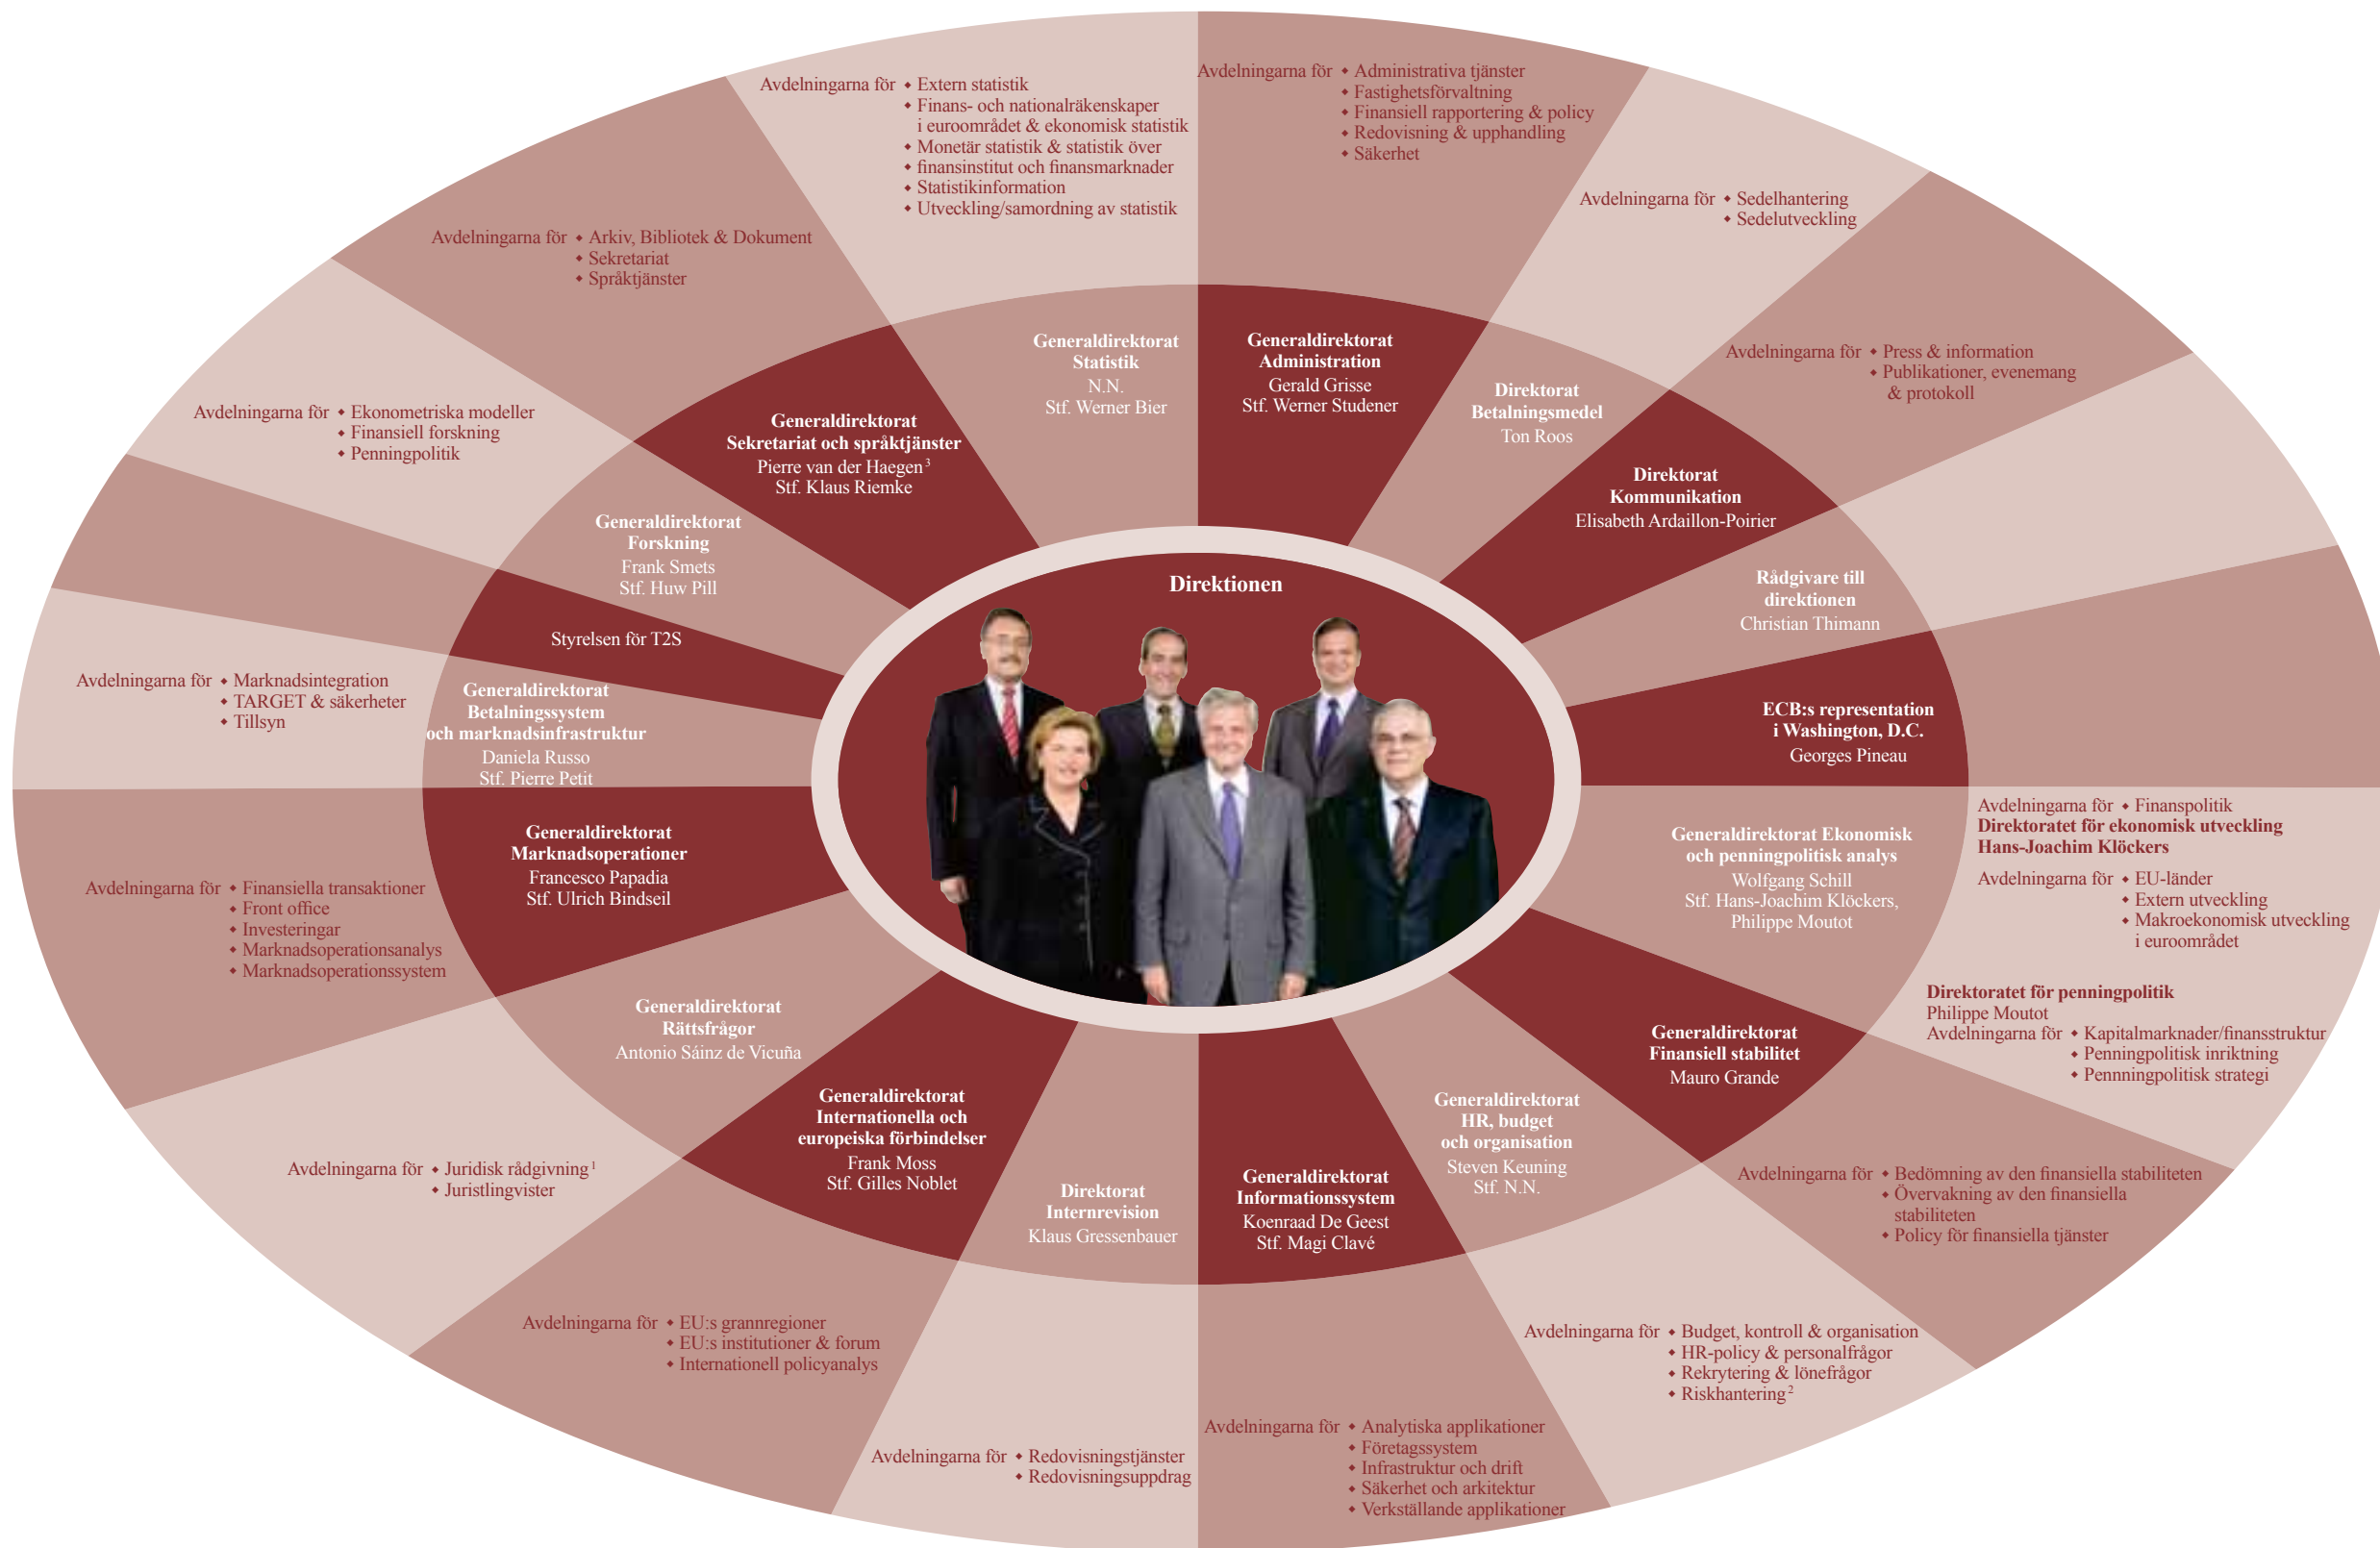 Direktionen
Avdelningarna för ◆ Administrativa tjänster
◆ Fastighetsförvaltning
◆ Finansiell rapportering & policy
◆ Redovisning & upphandling
◆ Säkerhet
Generaldirektorat
Administration
Gerald Grisse
Stf. Werner Studener
Avdelningarna för ◆ Sedelhantering
◆ Sedelutveckling
Direktorat
Betalningsmedel
Ton Roos
Avdelningarna för ◆ Press & information
◆ Publikationer, evenemang
& protokoll
Direktorat
Kommunikation
Elisabeth Ardaillon-Poirier
Rådgivare till
direktionen
Christian Thimann
ECB:s representation
i Washington, D.C.
Georges Pineau
Generaldirektorat Ekonomisk
och penningpolitisk analys
Wolfgang Schill
Stf. Hans-Joachim Klöckers,
Philippe Moutot
Avdelningarna för ◆ Finanspolitik
Direktoratet för ekonomisk utveckling
Hans-Joachim Klöckers
Avdelningarna för ◆ EU-länder
◆ Extern utveckling
◆ Makroekonomisk utveckling
i euroområdet
Direktoratet för penningpolitik
Philippe Moutot
Avdelningarna för ◆ Kapitalmarknader/finansstruktur
◆ Penningpolitisk inriktning
◆ Pennningpolitisk strategi
Generaldirektorat
Finansiell stabilitet
Mauro Grande
Avdelningarna för ◆ Bedömning av den finansiella stabiliteten
◆ Övervakning av den finansiella
stabiliteten
◆ Policy för finansiella tjänster
Generaldirektorat
HR, budget
och organisation
Steven Keuning
Stf. N.N.
Avdelningarna för ◆ Budget, kontroll & organisation
◆ HR-policy & personalfrågor
◆ Rekrytering & lönefrågor
◆ Riskhantering²
Generaldirektorat
Informationssystem
Koenraad De Geest
Stf. Magi Clavé
Avdelningarna för ◆ Analytiska applikationer
◆ Företagssystem
◆ Infrastruktur och drift
◆ Säkerhet och arkitektur
◆ Verkställande applikationer
Direktorat
Internrevision
Klaus Gressenbauer
Avdelningarna för ◆ Redovisningstjänster
◆ Redovisningsuppdrag
Generaldirektorat
Internationella och
europeiska förbindelser
Frank Moss
Stf. Gilles Noblet
Avdelningarna för ◆ EU:s grannregioner
◆ EU:s institutioner & forum
◆ Internationell policyanalys
Generaldirektorat
Rättsfrågor
Antonio Sáinz de Vicuña
Avdelningarna för ◆ Juridisk rådgivning¹
◆ Juristlingvister
Generaldirektorat
Marknadsoperationer
Francesco Papadia
Stf. Ulrich Bindseil
Avdelningarna för ◆ Finansiella transaktioner
◆ Front office
◆ Investeringar
◆ Marknadsoperationsanalys
◆ Marknadsoperationssystem
Generaldirektorat
Betalningssystem
och marknadsinfrastruktur
Daniela Russo
Stf. Pierre Petit
Avdelningarna för ◆ Marknadsintegration
◆ TARGET & säkerheter
◆ Tillsyn
Styrelsen för T2S
Generaldirektorat
Forskning
Frank Smets
Stf. Huw Pill
Avdelningarna för ◆ Ekonometriska modeller
◆ Finansiell forskning
◆ Penningpolitik
Generaldirektorat
Sekretariat och språktjänster
Pierre van der Haegen³
Stf. Klaus Riemke
Avdelningarna för ◆ Arkiv, Bibliotek & Dokument
◆ Sekretariat
◆ Språktjänster
Generaldirektorat
Statistik
N.N.
Stf. Werner Bier
Avdelningarna för ◆ Extern statistik
◆ Finans- och nationalräkenskaper
i euroområdet & ekonomisk statistik
◆ Monetär statistik & statistik över
◆ finansinstitut och finansmarknader
◆ Statistikinformation
◆ Utveckling/samordning av statistik